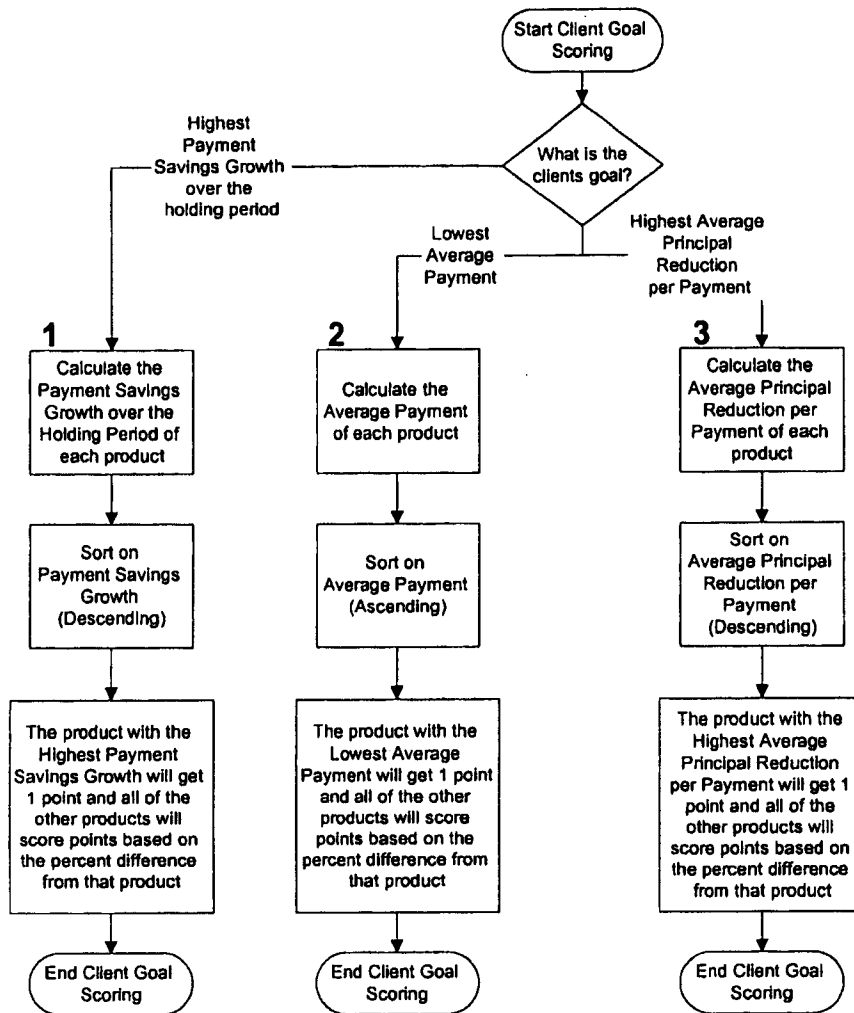 Start Client Goal
Scoring
What is the
clients goal?
Highest
Payment
Savings Growth
over the
holding period
Lowest
Average
Payment
Highest Average
Principal
Reduction
per Payment
1
Calculate the
Payment Savings
Growth over the
Holding Period of
each product
Sort on
Payment Savings
Growth
(Descending)
The product with the
Highest Payment
Savings Growth will get
1 point and all of the
other products will
score points based on
the percent difference
from that product
End Client Goal
Scoring
2
Calculate the
Average Payment
of each product
Sort on
Average Payment
(Ascending)
The product with the
Lowest Average
Payment will get 1 point
and all of the other
products will score
points based on the
percent difference from
that product
End Client Goal
Scoring
3
Calculate the
Average Principal
Reduction per
Payment of each
product
Sort on
Average Principal
Reduction per
Payment
(Descending)
The product with the
Highest Average
Principal Reduction
per Payment will get 1
point and all of the
other products will
score points based on
the percent difference
from that product
End Client Goal
Scoring